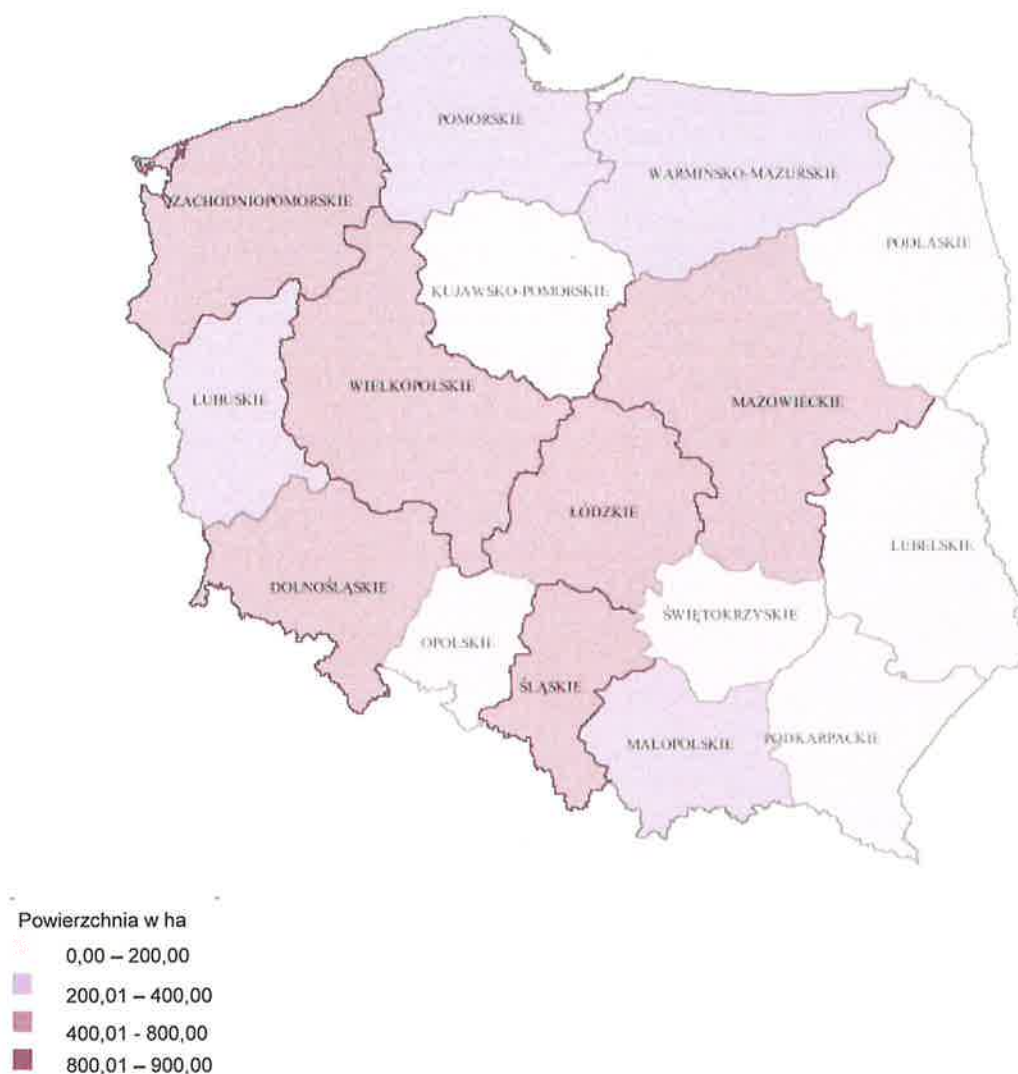 POMORSKIE
WARMIŃSKO-MAZURSKIE
ZACHODNIOPOMORSKIE
PODLASKIE
KUJAWSKO-POMORSKIE
WIELKOPOLSKIE
LUBUSKIE
MAZOWIECKIE
ŁÓDZKIE
LUBELSKIE
DOLNOŚLĄSKIE
ŚWIĘTOKRZYSKIE
OPOLSKIE
ŚLĄSKIE
MAŁOPOLSKIE
PODKARPACKIE
Powierzchnia w ha
0,00 – 200,00
200,01 – 400,00
400,01 - 800,00
800,01 – 900,00